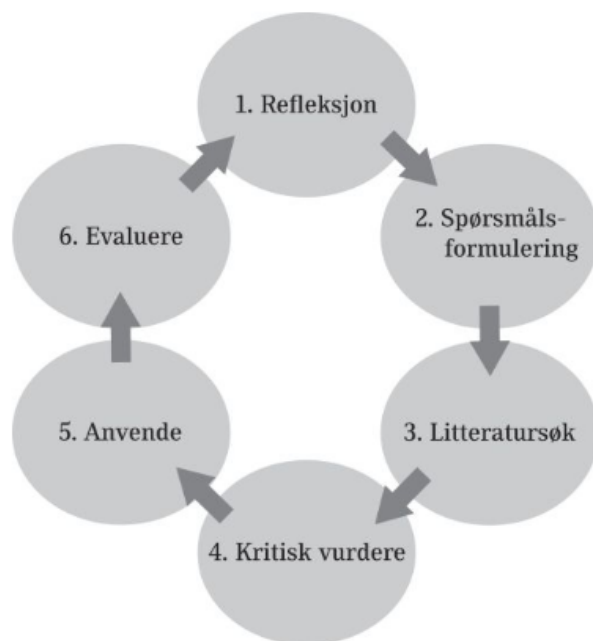 1. Refleksjon
2. Spørsmåls-
formulering
3. Litteratursøk
4. Kritisk vurdere
5. Anvende
6. Evaluere